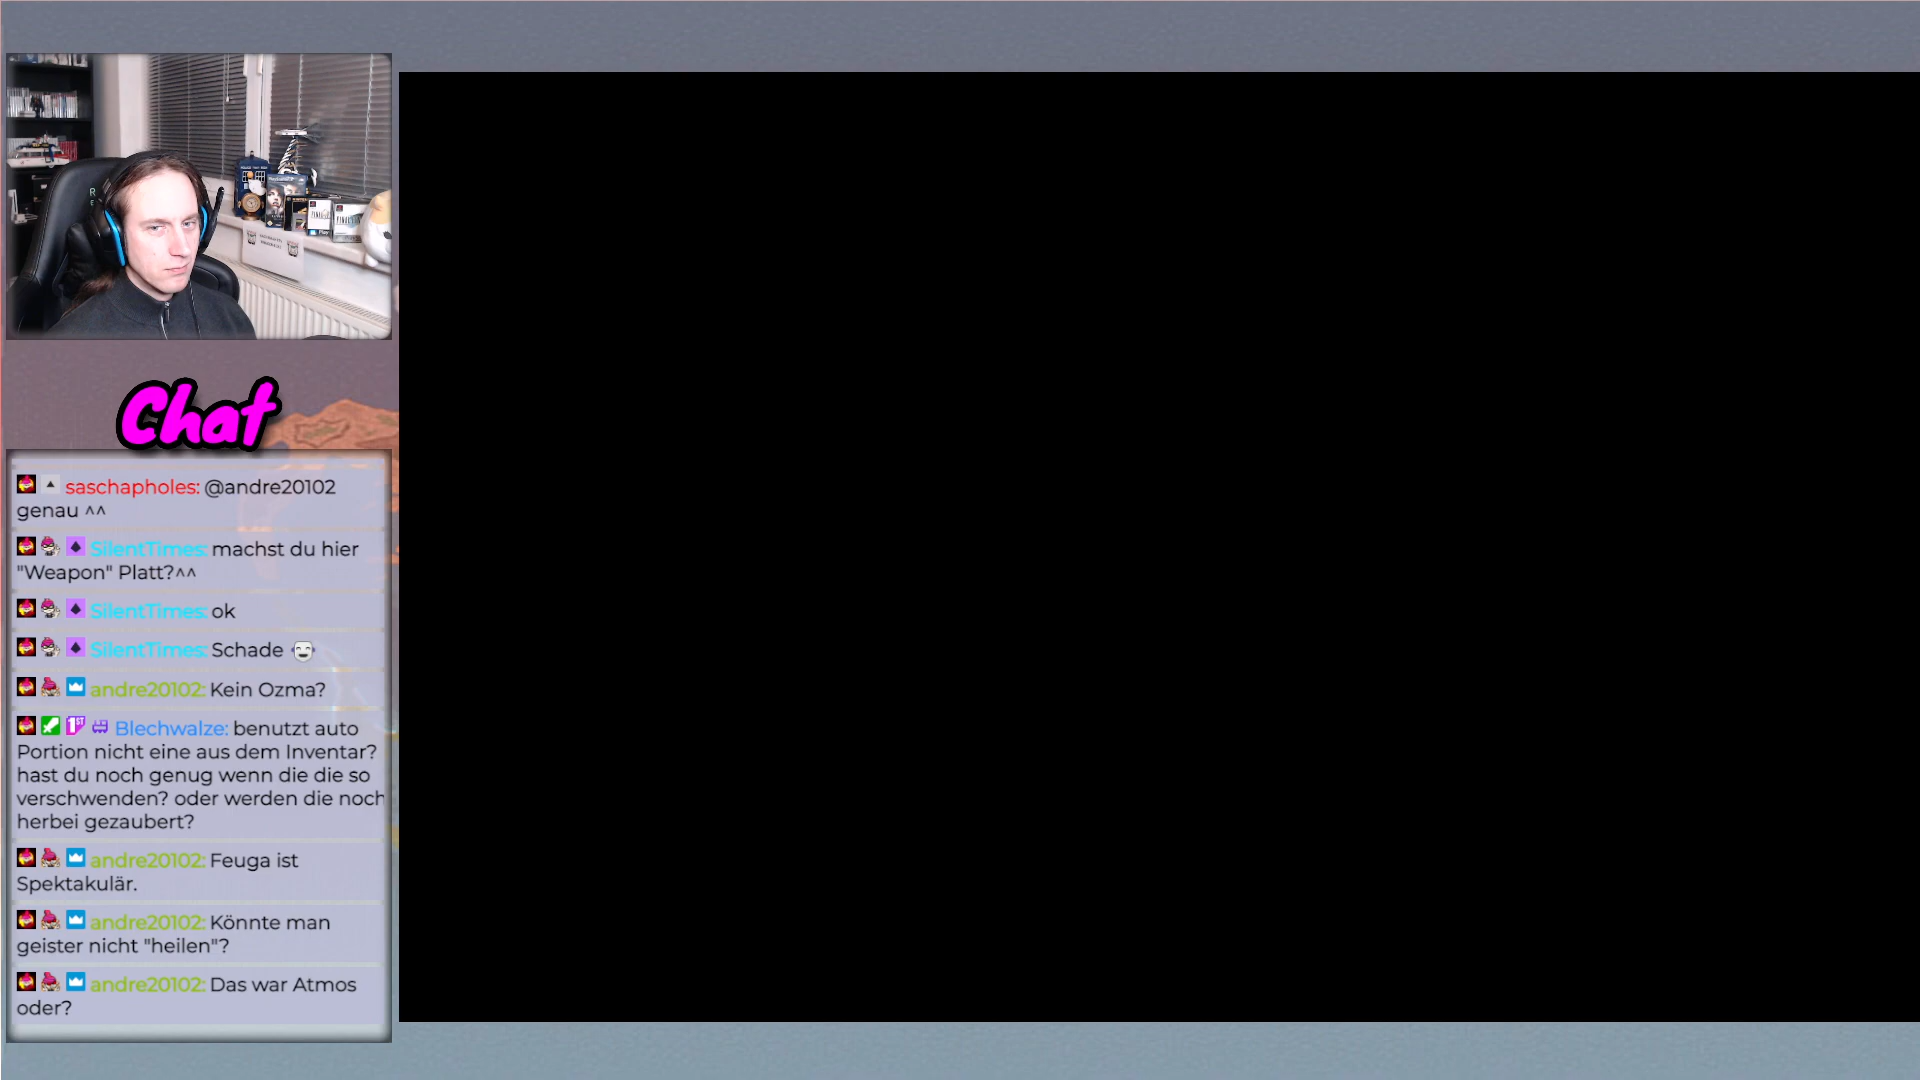 Chat
saschapholes: @andre20102
genau ^^
SilentTimes: machst du hier
"Weapon" Platt?^^
SilentTimes: ok
SilentTimes: Schade
andre20102: Kein Ozma?
Blechwalze: benutzt auto
Portion nicht eine aus dem Inventar?
hast du noch genug wenn die die so
verschwenden? oder werden die noch
herbei gezaubert?
andre20102: Feuga ist
Spektakulär.
andre20102: Könnte man
geister nicht "heilen"?
andre20102: Das war Atmos
oder?